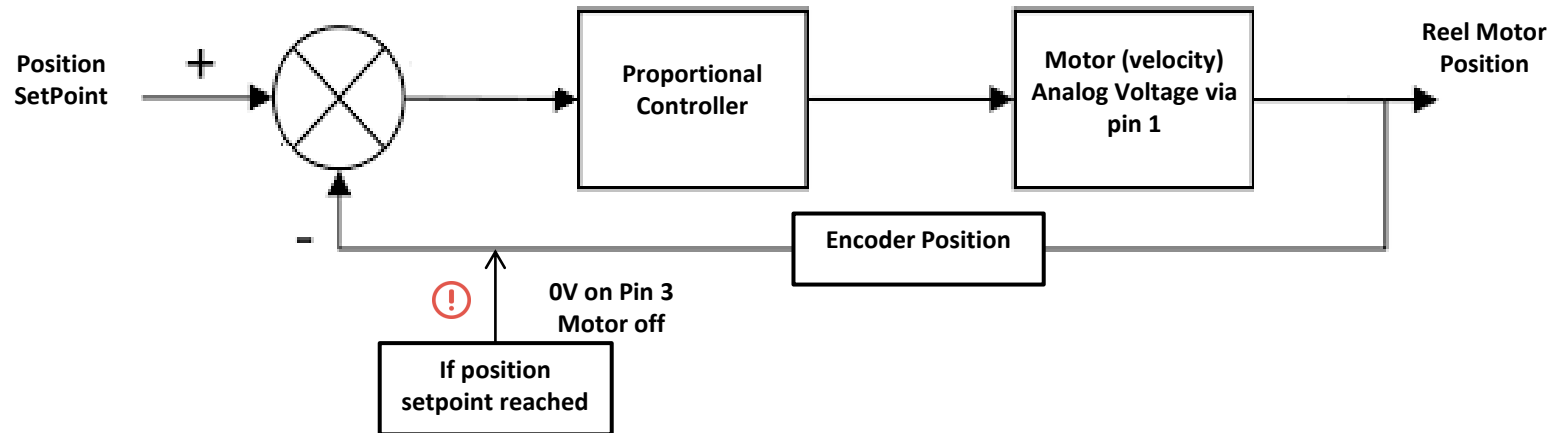 Position
SetPoint
+
Proportional
Controller
Motor (velocity)
Analog Voltage via
pin 1
Reel Motor
Position
-
Encoder Position
!
0V on Pin 3
Motor off
If position
setpoint reached